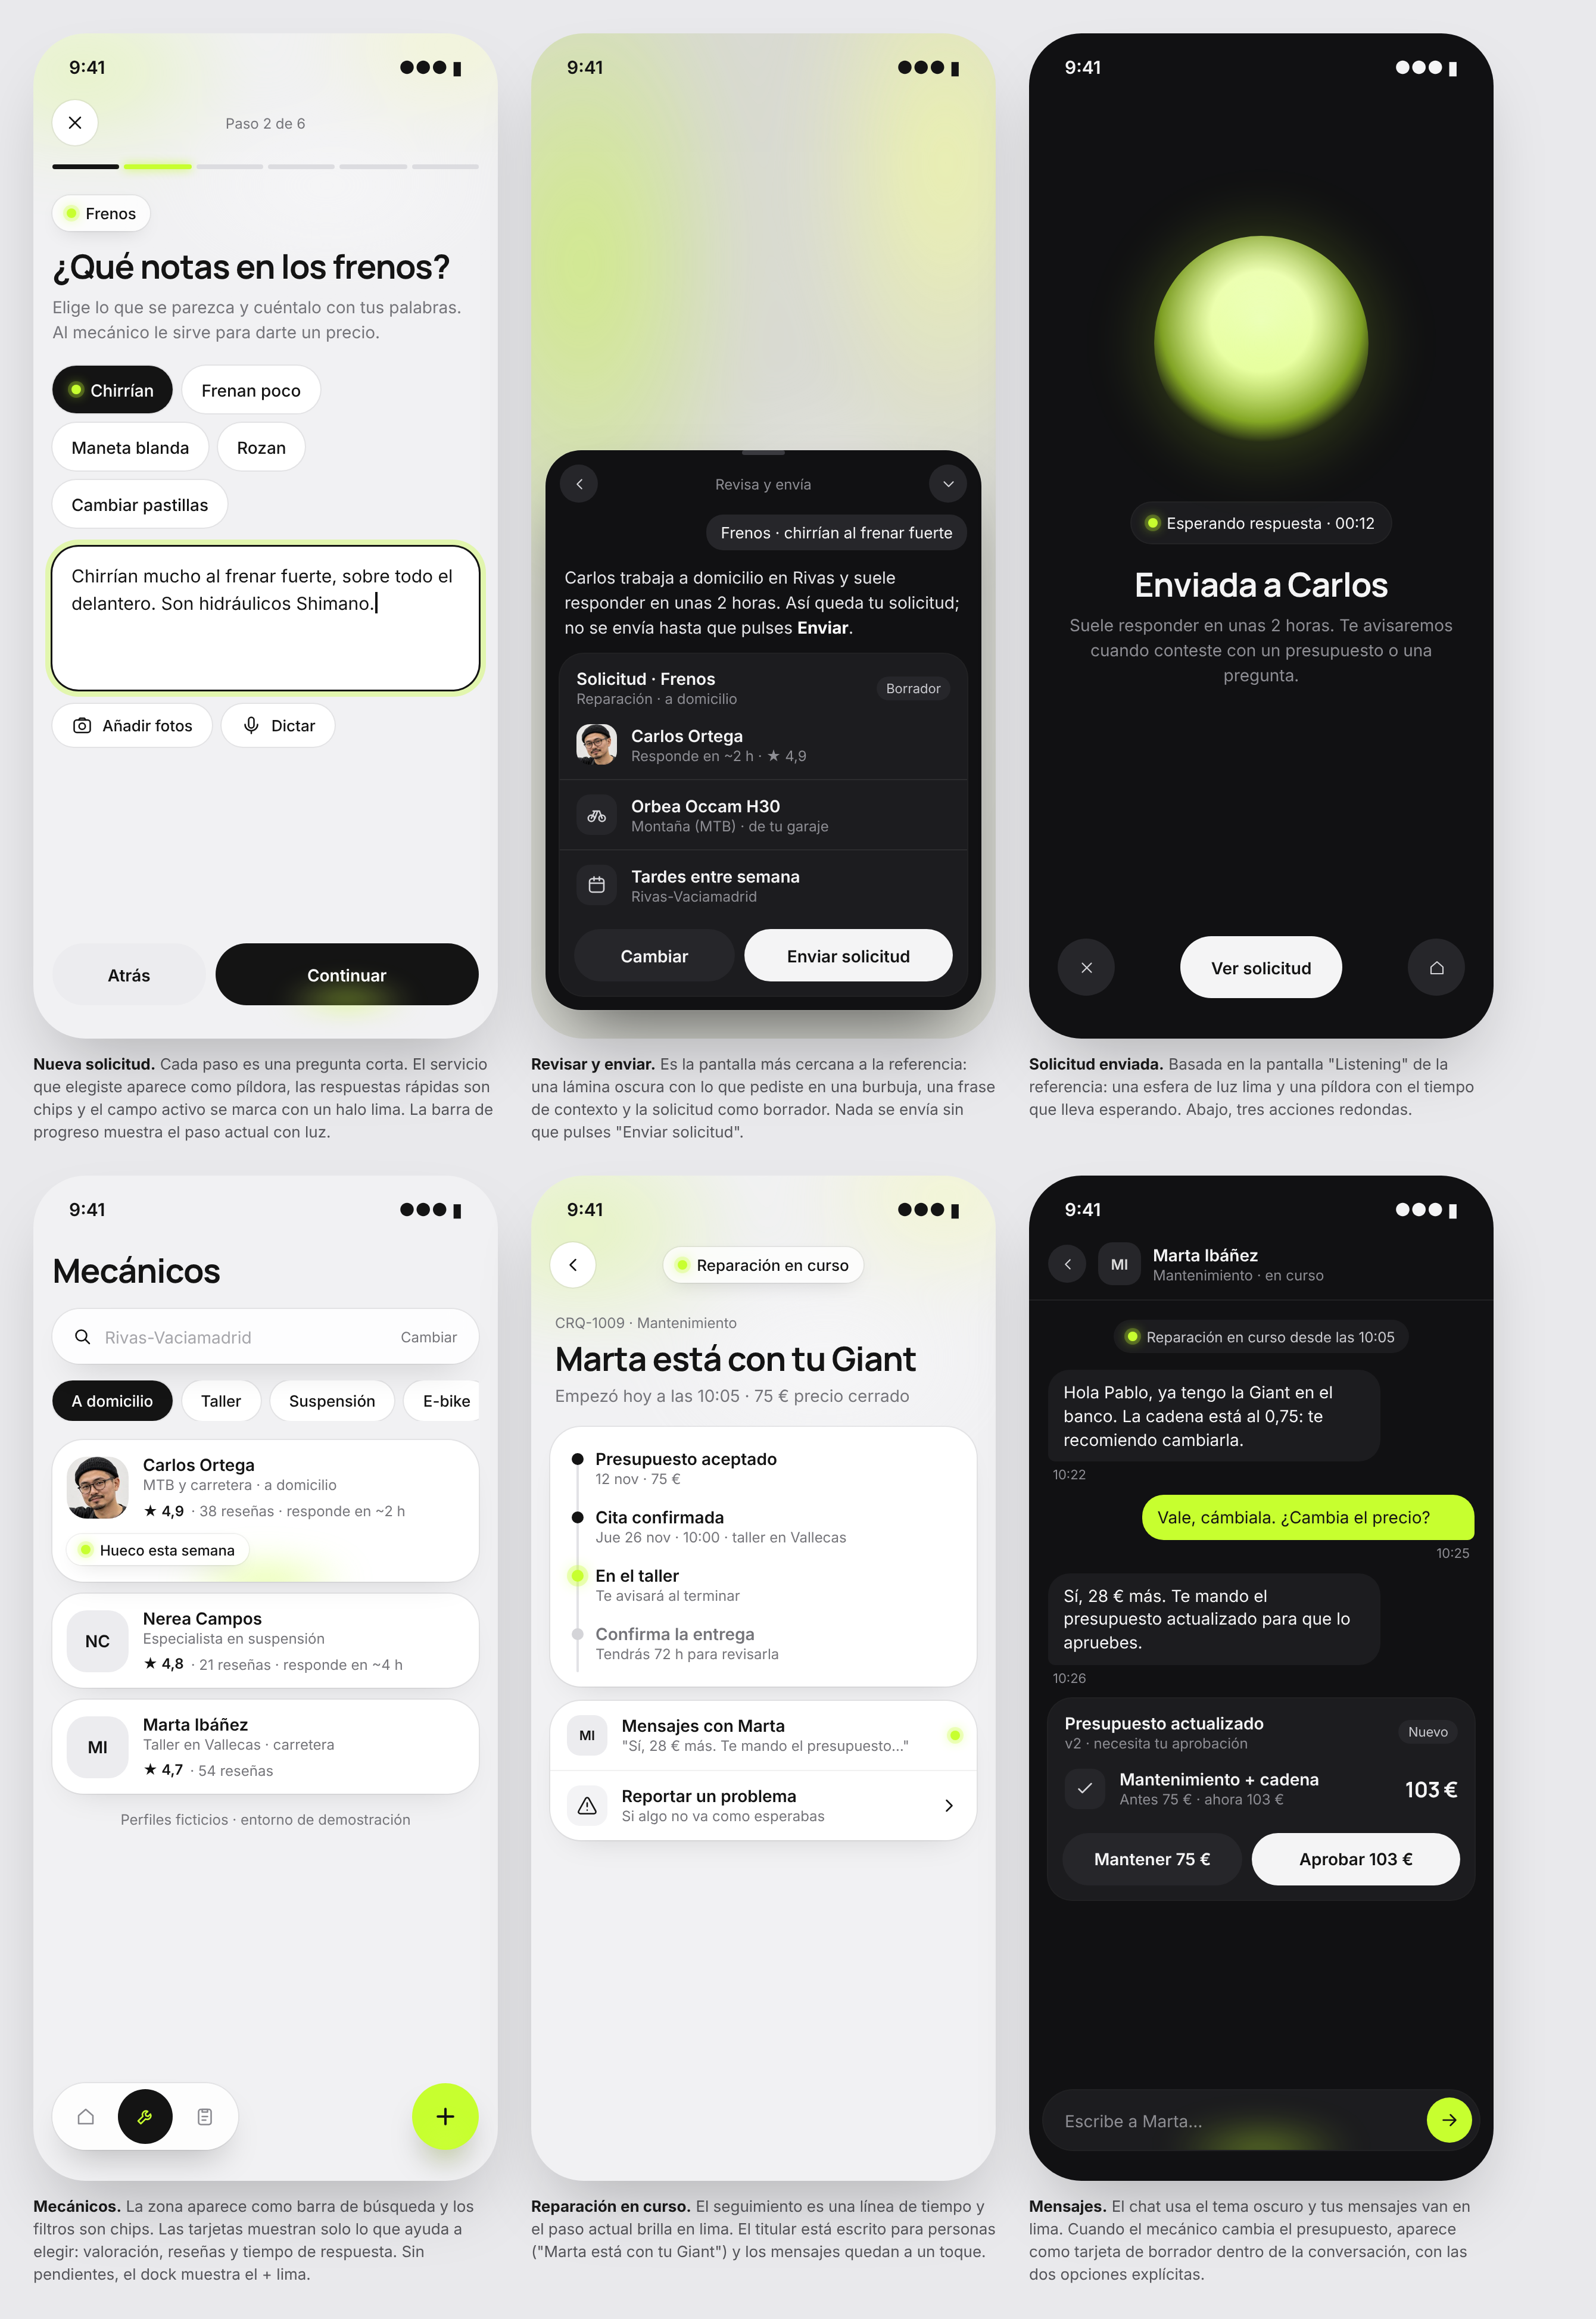 9:41
Paso 2 de 6
Frenos
¿Qué notas en los frenos?
Elige lo que se parezca y cuéntalo con tus palabras.
Al mecánico le sirve para darte un precio.
Chirrían
Frenan poco
Maneta blanda
Rozan
Cambiar pastillas
Chirrían mucho al frenar fuerte, sobre todo el
delantero. Son hidráulicos Shimano.
Añadir fotos
Dictar
Atrás
Continuar
Nueva solicitud. Cada paso es una pregunta corta. El servicio
que elegiste aparece como píldora, las respuestas rápidas son
chips y el campo activo se marca con un halo lima. La barra de
progreso muestra el paso actual con luz.
9:41
Revisa y envía
Frenos · chirrían al frenar fuerte
Carlos trabaja a domicilio en Rivas y suele
responder en unas 2 horas. Así queda tu solicitud;
no se envía hasta que pulses Enviar.
Solicitud · Frenos
Reparación · a domicilio
Borrador
Carlos Ortega
Responde en ~2 h · ★ 4,9
Orbea Occam H30
Montaña (MTB) · de tu garaje
Tardes entre semana
Rivas-Vaciamadrid
Cambiar
Enviar solicitud
Revisar y enviar. Es la pantalla más cercana a la referencia:
una lámina oscura con lo que pediste en una burbuja, una frase
de contexto y la solicitud como borrador. Nada se envía sin
que pulses "Enviar solicitud".
9:41
Esperando respuesta · 00:12
Enviada a Carlos
Suele responder en unas 2 horas. Te avisaremos
cuando conteste con un presupuesto o una
pregunta.
Ver solicitud
Solicitud enviada. Basada en la pantalla "Listening" de la
referencia: una esfera de luz lima y una píldora con el tiempo
que lleva esperando. Abajo, tres acciones redondas.
9:41
Mecánicos
Rivas-Vaciamadrid
Cambiar
A domicilio
Taller
Suspensión
E-bike
Carlos Ortega
MTB y carretera · a domicilio
★ 4,9 · 38 reseñas · responde en ~2 h
Hueco esta semana
NC
Nerea Campos
Especialista en suspensión
★ 4,8 · 21 reseñas · responde en ~4 h
MI
Marta Ibáñez
Taller en Vallecas · carretera
★ 4,7 · 54 reseñas
Perfiles ficticios · entorno de demostración
Mecánicos. La zona aparece como barra de búsqueda y los
filtros son chips. Las tarjetas muestran solo lo que ayuda a
elegir: valoración, reseñas y tiempo de respuesta. Sin
pendientes, el dock muestra el + lima.
9:41
Reparación en curso
CRQ-1009 · Mantenimiento
Marta está con tu Giant
Empezó hoy a las 10:05 · 75 € precio cerrado
Presupuesto aceptado
12 nov · 75 €
Cita confirmada
Jue 26 nov · 10:00 · taller en Vallecas
En el taller
Te avisará al terminar
Confirma la entrega
Tendrás 72 h para revisarla
MI
Mensajes con Marta
"Sí, 28 € más. Te mando el presupuesto..."
Reportar un problema
Si algo no va como esperabas
Reparación en curso. El seguimiento es una línea de tiempo y
el paso actual brilla en lima. El titular está escrito para personas
("Marta está con tu Giant") y los mensajes quedan a un toque.
9:41
MI
Marta Ibáñez
Mantenimiento · en curso
Reparación en curso desde las 10:05
Hola Pablo, ya tengo la Giant en el
banco. La cadena está al 0,75: te
recomiendo cambiarla.
10:22
Vale, cámbiala. ¿Cambia el precio?
10:25
Sí, 28 € más. Te mando el
presupuesto actualizado para que lo
apruebes.
10:26
Presupuesto actualizado
v2 · necesita tu aprobación
Nuevo
Mantenimiento + cadena
Antes 75 € · ahora 103 €
103 €
Mantener 75 €
Aprobar 103 €
Escribe a Marta...
Mensajes. El chat usa el tema oscuro y tus mensajes van en
lima. Cuando el mecánico cambia el presupuesto, aparece
como tarjeta de borrador dentro de la conversación, con las
dos opciones explícitas.